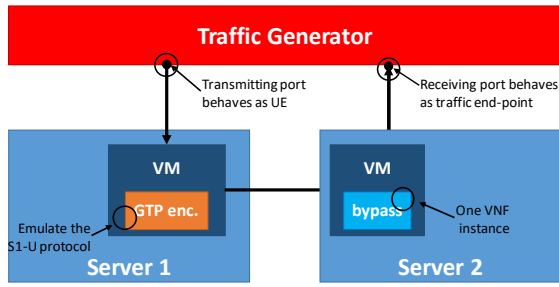 Traffic Generator
Transmitting port
behaves as UE
Receiving port behaves
as traffic end-point
VM
GTP enc.
Emulate the
S1-U protocol
Server 1
VM
bypass
One VNF
instance
Server 2